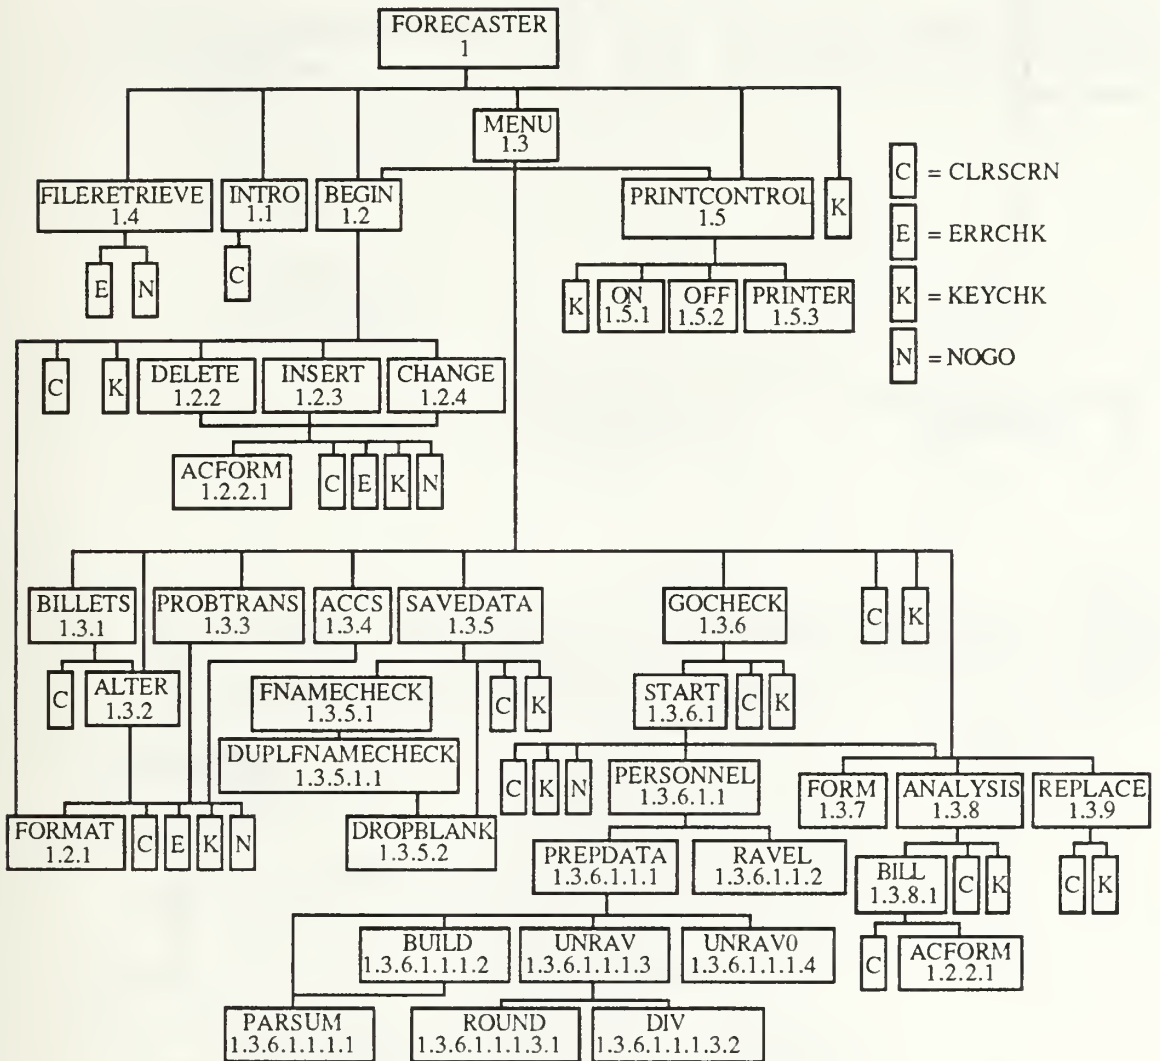 FORECASTER
1
MENU
1.3
FILERETRIEVE
1.4
INTRO
1.1
BEGIN
1.2
PRINTCONTROL
1.5
K
C = CLRSCRN
E = ERRCHK
K = KEYCHK
N = NOGO
E
N
C
K
ON
1.5.1
OFF
1.5.2
PRINTER
1.5.3
C
K
DELETE
1.2.2
INSERT
1.2.3
CHANGE
1.2.4
ACFORM
1.2.2.1
C
E
K
N
BILLETS
1.3.1
PROBTRANS
1.3.3
ACCS
1.3.4
SAVEDATA
1.3.5
GOCHECK
1.3.6
C
K
C
ALTER
1.3.2
FNAMECHECK
1.3.5.1
C
K
START
1.3.6.1
C
K
DUPLFNAMECHECK
1.3.5.1.1
C
K
N
PERSONNEL
1.3.6.1.1
FORM
1.3.7
ANALYSIS
1.3.8
REPLACE
1.3.9
FORMAT
1.2.1
C
E
K
N
DROPBLANK
1.3.5.2
PREPDATA
1.3.6.1.1.1
RAVEL
1.3.6.1.1.2
BILL
1.3.8.1
C
K
C
K
BUILD
1.3.6.1.1.1.2
UNRAV
1.3.6.1.1.1.3
UNRAV0
1.3.6.1.1.1.4
C
ACFORM
1.2.2.1
PARSUM
1.3.6.1.1.1.1
ROUND
1.3.6.1.1.1.3.1
DIV
1.3.6.1.1.1.3.2